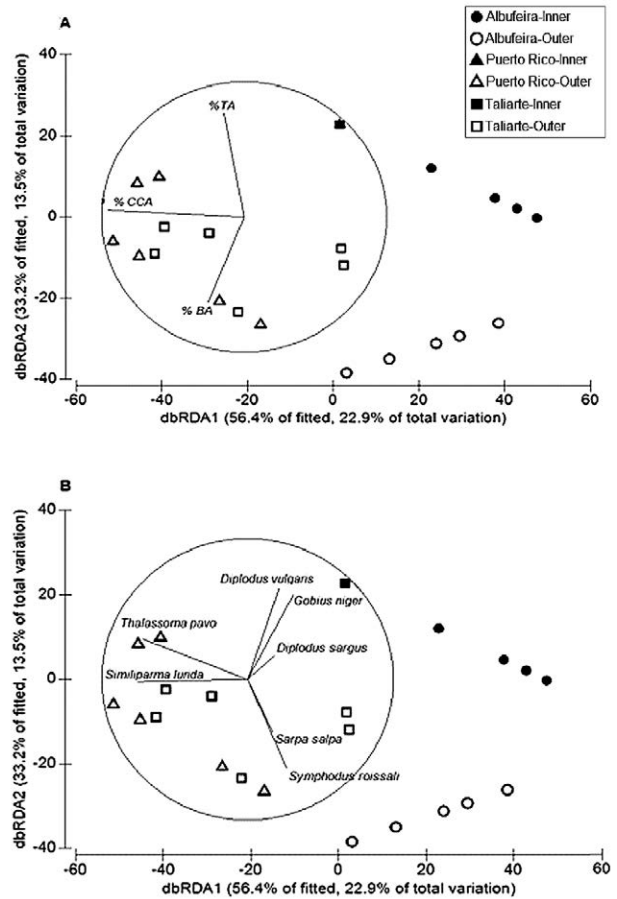 A
Albufeira-Inner
Albufeira-Outer
Puerto Rico-Inner
Puerto Rico-Outer
Taliarte-Inner
Taliarte-Outer
dbRDA2 (33.2% of fitted, 13.5% of total variation)
40
20
0
-20
-40
%TA
% CCA
% BA
-60
-40
-20
0
20
40
60
dbRDA1 (56.4% of fitted, 22.9% of total variation)
B
dbRDA2 (33.2% of fitted, 13.5% of total variation)
40
20
0
-20
-40
Diplodus vulgaris
Gobius niger
Thalassoma pavo
Diplodus sargus
Similiparma lurida
Sarpa salpa
Symphodus roissali
-60
-40
-20
0
20
40
60
dbRDA1 (56.4% of fitted, 22.9% of total variation)